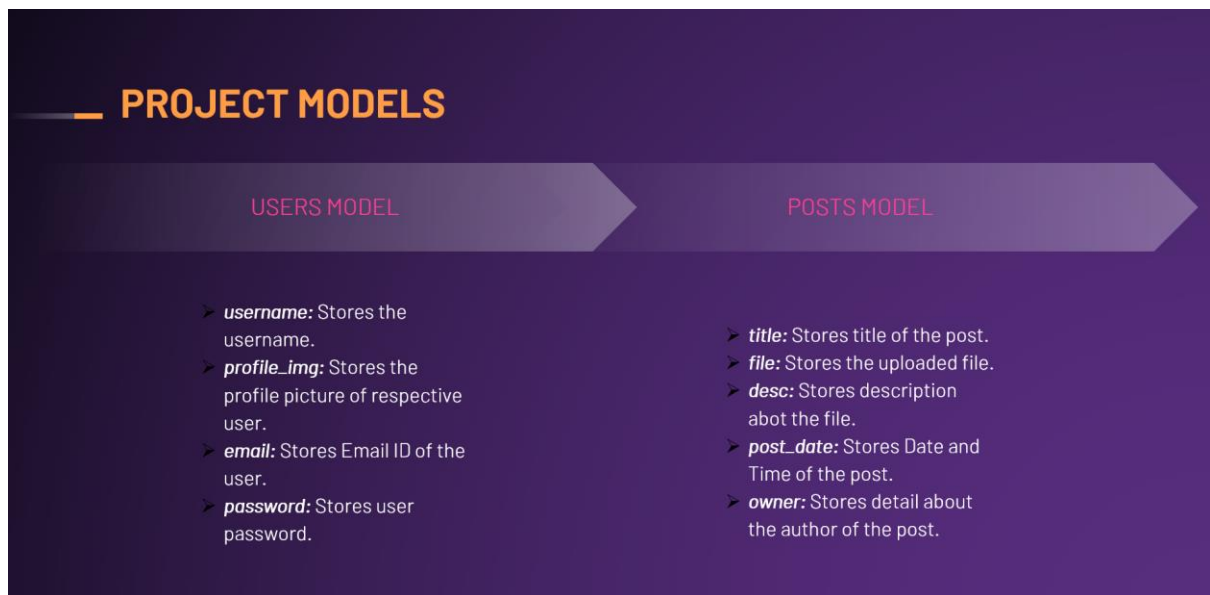 PROJECT MODELS
USERS MODEL
POSTS MODEL
username: Stores the
username.
profile_img: Stores the
profile picture of respective
user.
email: Stores Email ID of the
user.
password: Stores user
password.
title: Stores title of the post.
file: Stores the uploaded file.
desc: Stores description
abot the file.
post_date: Stores Date and
Time of the post.
owner: Stores detail about
the author of the post.